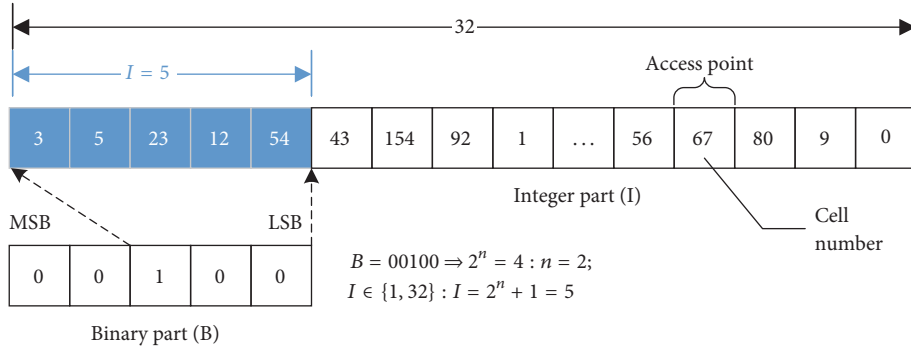 32
I = 5
Access point
3 5 23 12 54 43 154 92 1 ... 56 67 80 9 0
Integer part (I)
MSB LSB
Cell number
0 0 1 0 0
B = 00100 ⇒ 2^n = 4 : n = 2;
I ∈ {1, 32} : I = 2^n + 1 = 5
Binary part (B)